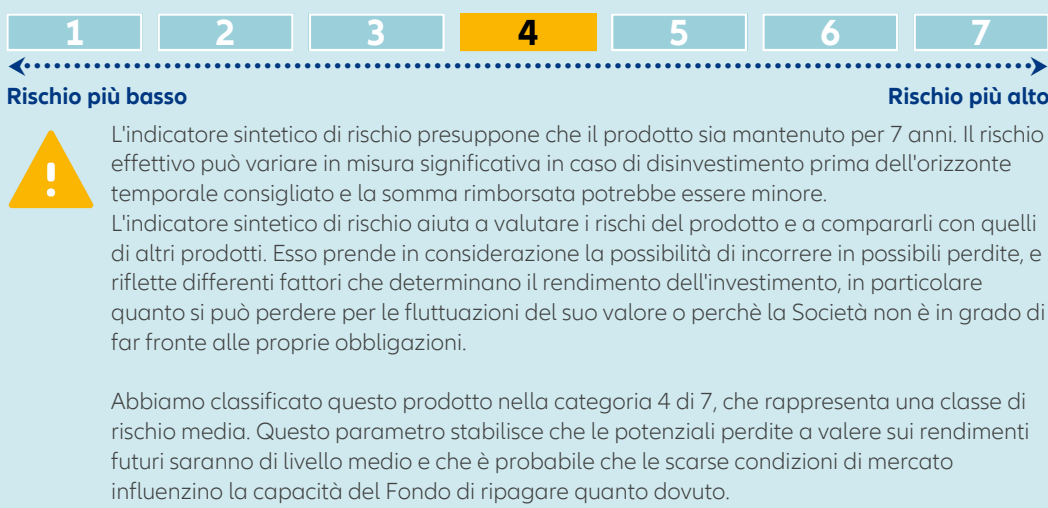 1 2 3 4 5 6 7
Rischio più basso Rischio più alto
L'indicatore sintetico di rischio presuppone che il prodotto sia mantenuto per 7 anni. Il rischio
effettivo può variare in misura significativa in caso di disinvestimento prima dell'orizzonte
temporale consigliato e la somma rimborsata potrebbe essere minore.
L'indicatore sintetico di rischio aiuta a valutare i rischi del prodotto e a compararli con quelli
di altri prodotti. Esso prende in considerazione la possibilità di incorrere in possibili perdite, e
riflette differenti fattori che determinano il rendimento dell'investimento, in particolare
quanto si può perdere per le fluttuazioni del suo valore o perchè la Società non è in grado di
far fronte alle proprie obbligazioni.
Abbiamo classificato questo prodotto nella categoria 4 di 7, che rappresenta una classe di
rischio media. Questo parametro stabilisce che le potenziali perdite a valere sui rendimenti
futuri saranno di livello medio e che è probabile che le scarse condizioni di mercato
influenzino la capacità del Fondo di ripagare quanto dovuto.